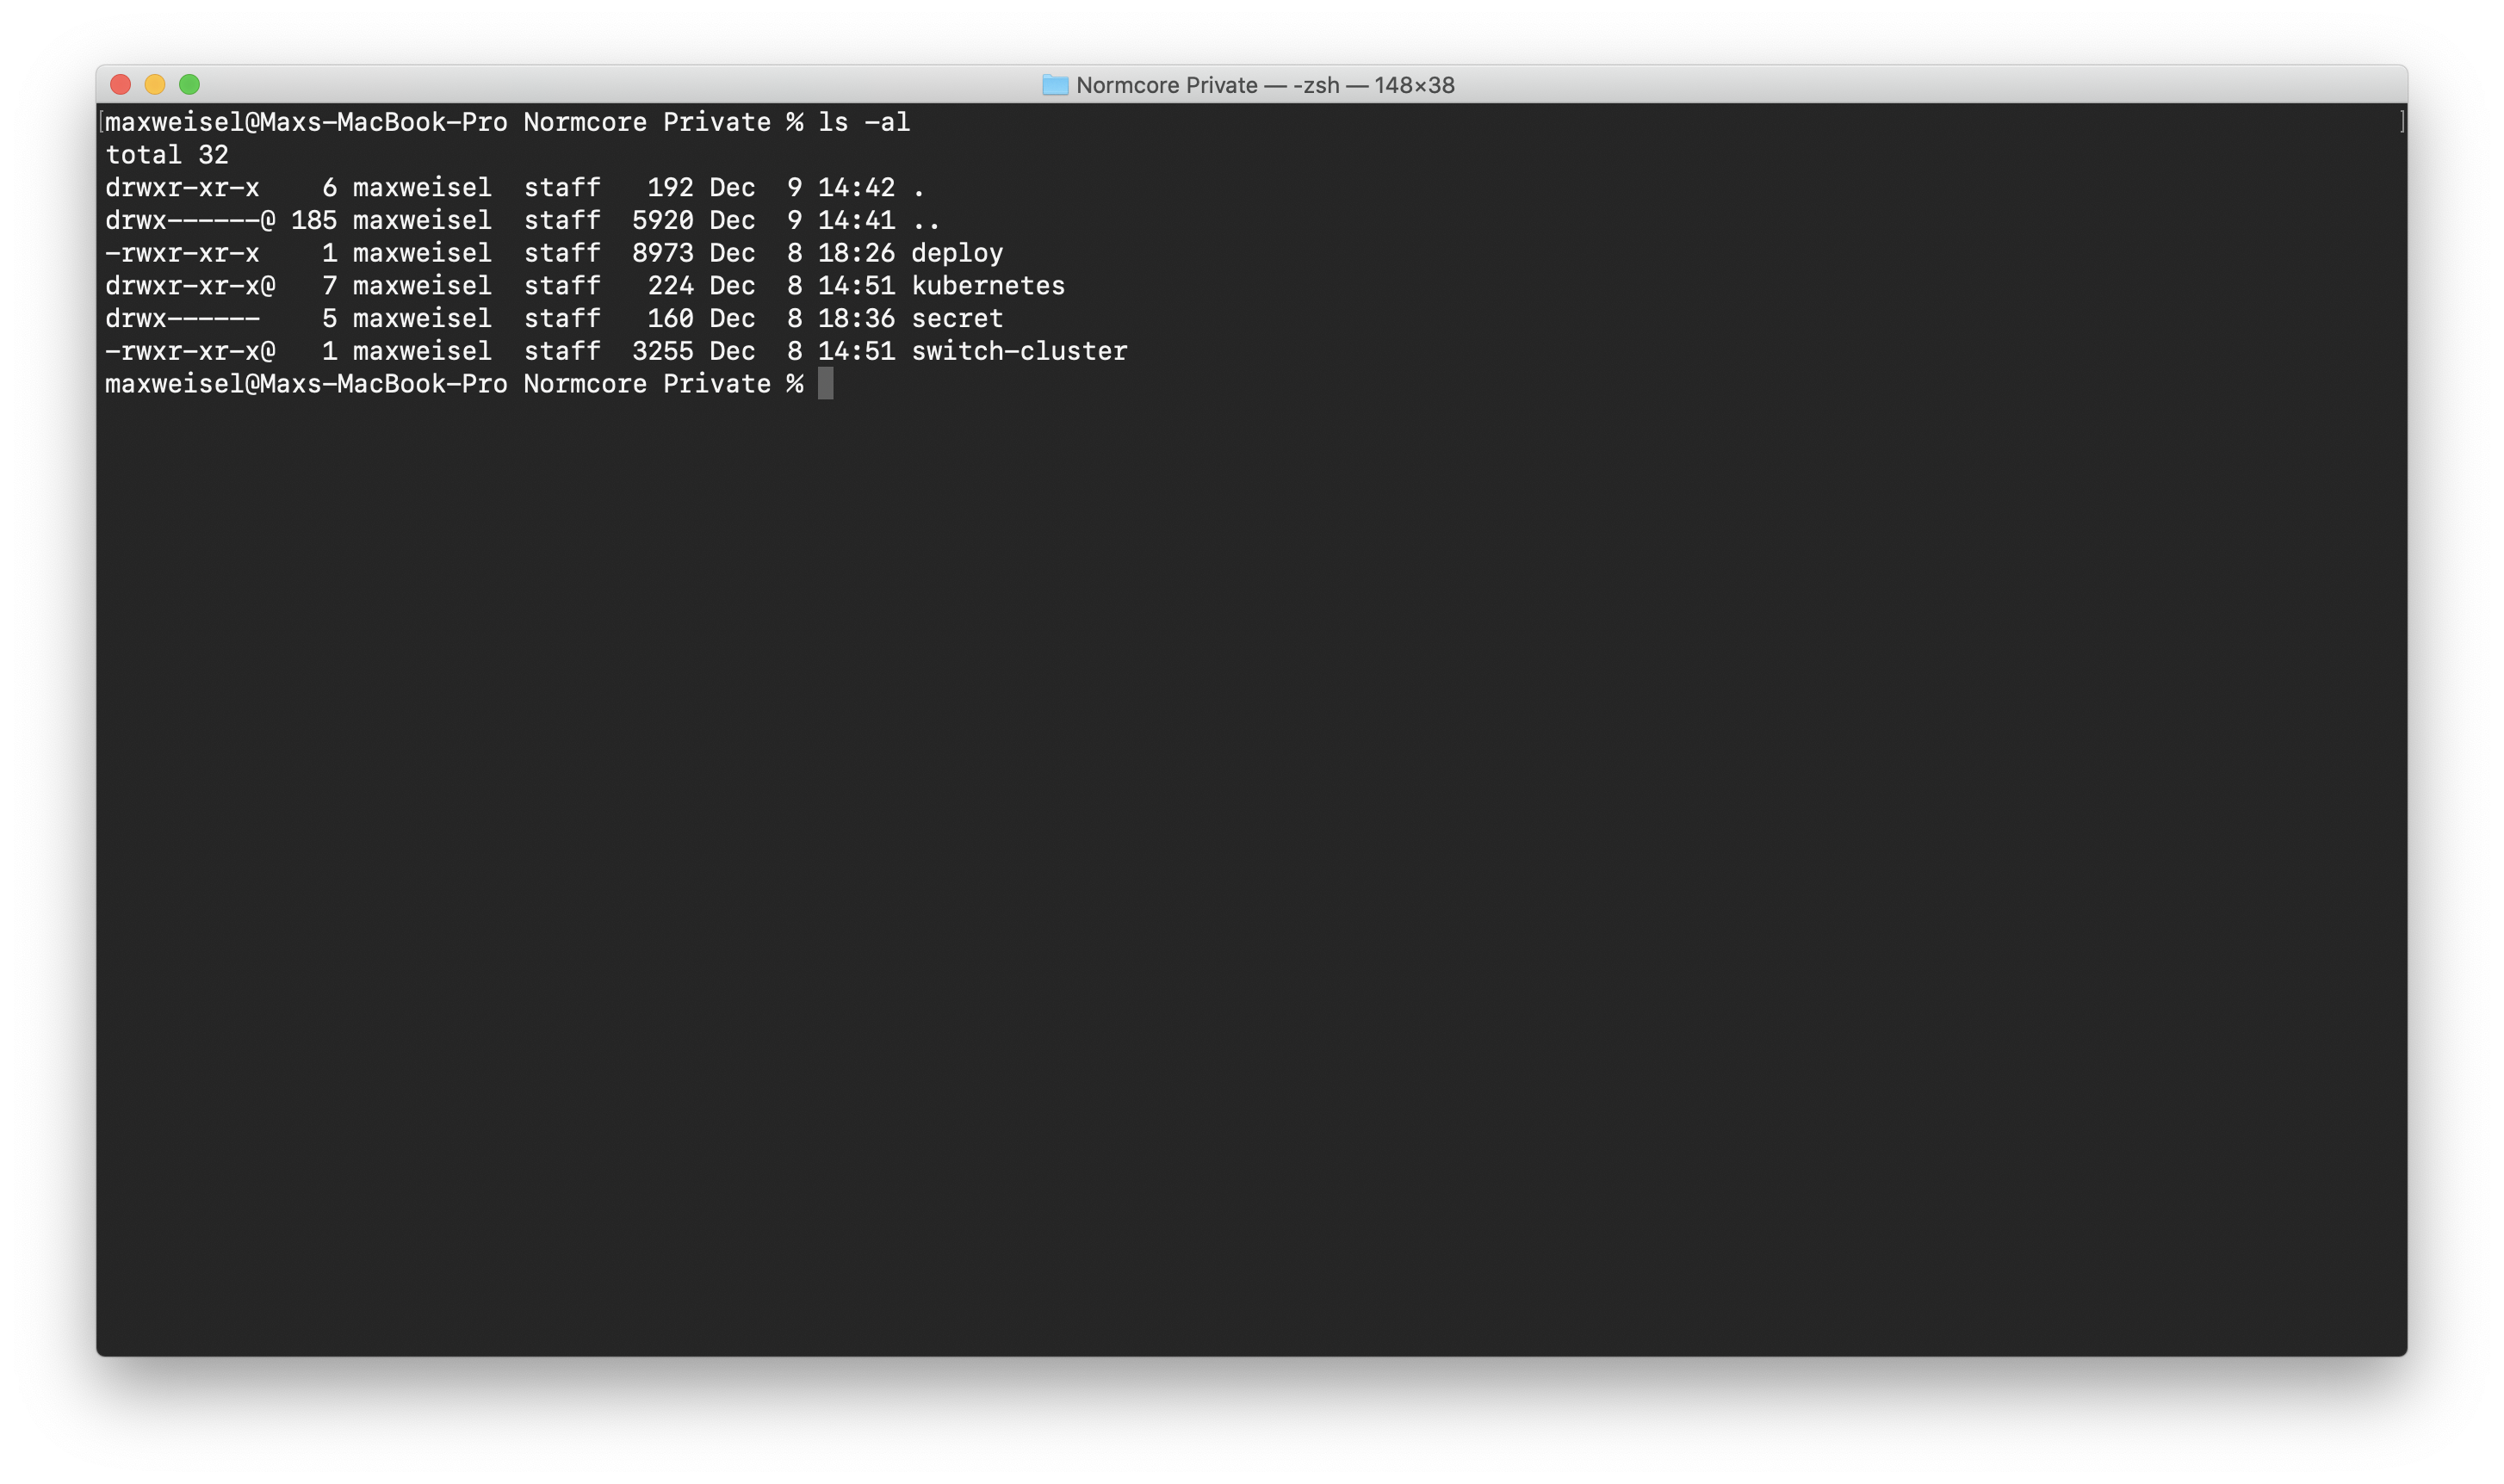 Normcore Private — -zsh — 148×38
[maxweisel@Maxs-MacBook-Pro Normcore Private % ls -al ]
total 32
drwxr-xr-x    6 maxweisel  staff   192 Dec  9 14:42 .
drwx------@ 185 maxweisel  staff  5920 Dec  9 14:41 ..
-rwxr-xr-x    1 maxweisel  staff  8973 Dec  8 18:26 deploy
drwxr-xr-x@   7 maxweisel  staff   224 Dec  8 14:51 kubernetes
drwx------    5 maxweisel  staff   160 Dec  8 18:36 secret
-rwxr-xr-x@   1 maxweisel  staff  3255 Dec  8 14:51 switch-cluster
maxweisel@Maxs-MacBook-Pro Normcore Private %